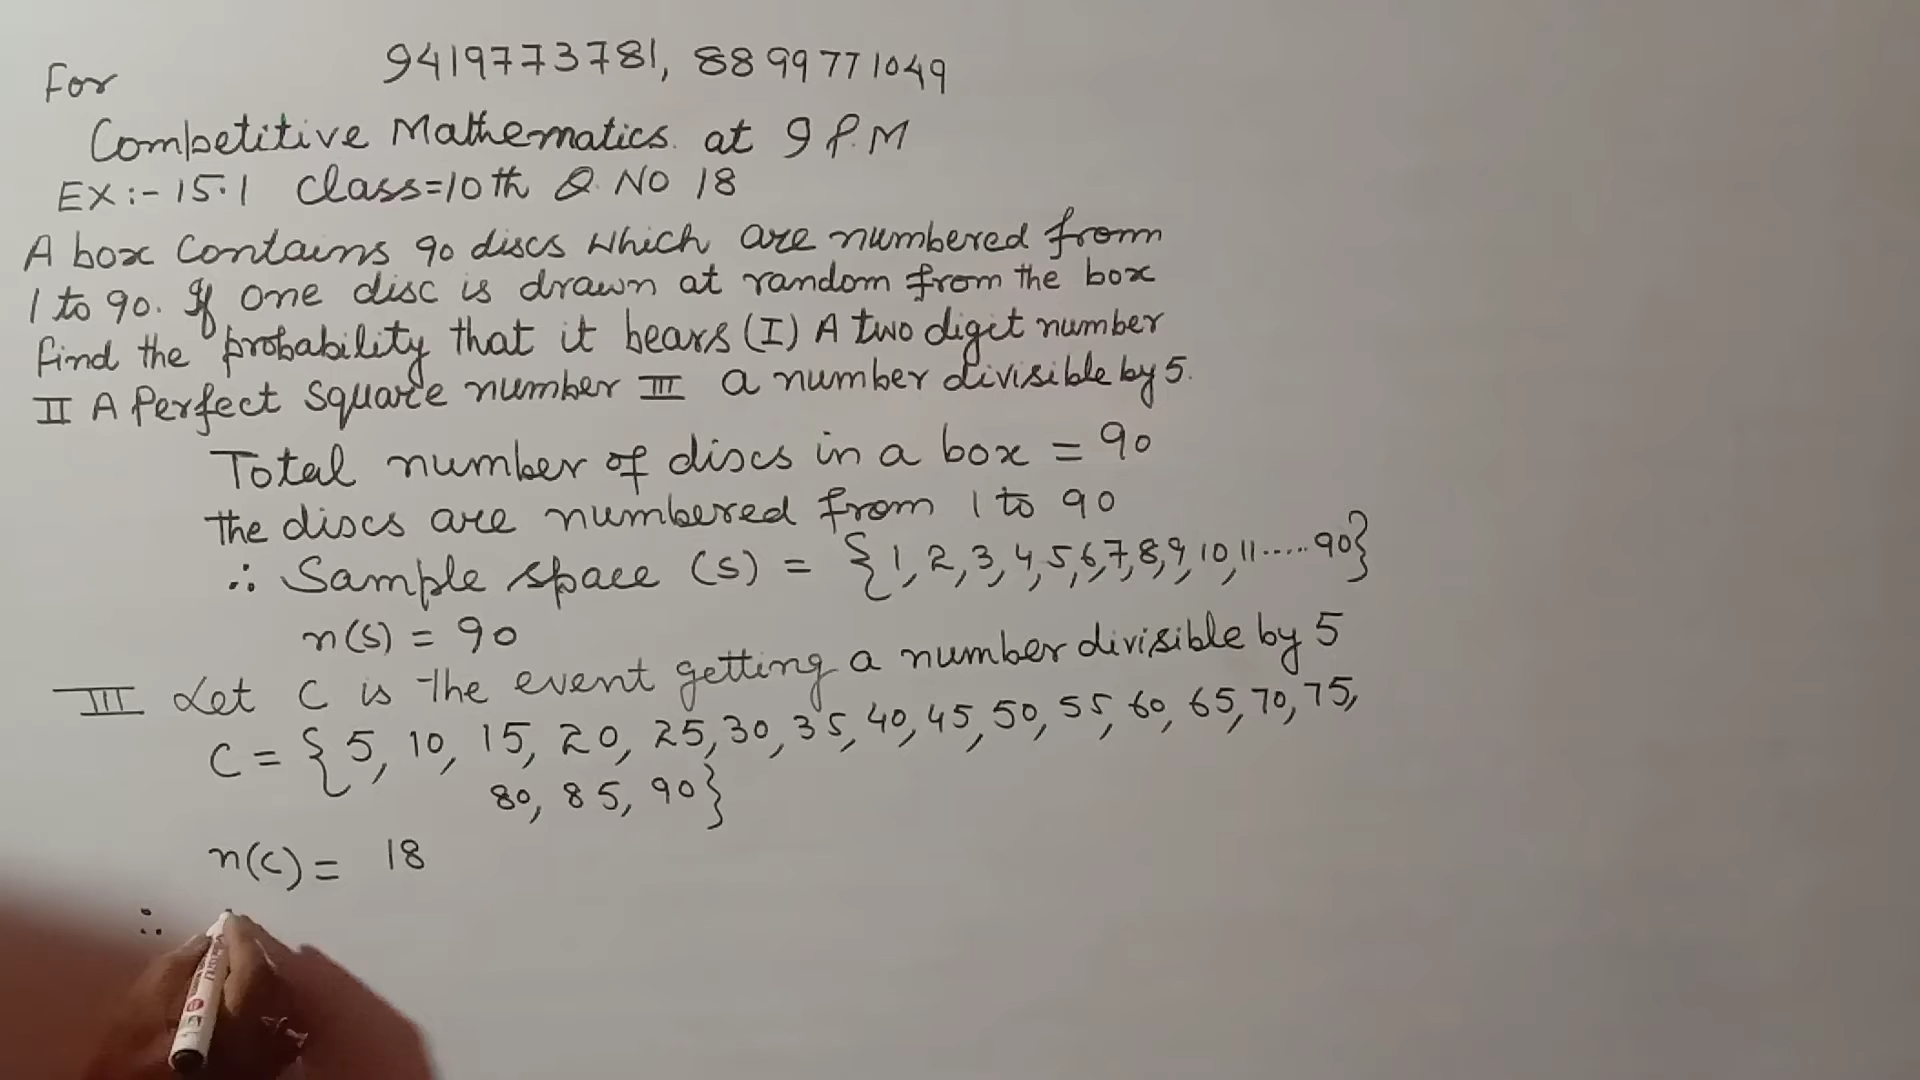 For 9419773781, 8899771049
Competitive Mathematics. at 9 P.M
EX:- 15.1 Class=10th Q. NO 18
A box Contains 90 discs which are numbered from
1 to 90. If one disc is drawn at random from the box
find the probability that it bears (I) A two digit number
II A Perfect square number III a number divisible by 5.
Total number of discs in a box = 90
the discs are numbered from 1 to 90
∴ Sample space (S) = {1, 2, 3, 4, 5, 6, 7, 8, 9, 10, 11 ..... 90}
n(S) = 90
III Let C is the event getting a number divisible by 5
C = {5, 10, 15, 20, 25, 30, 35, 40, 45, 50, 55, 60, 65, 70, 75,
80, 85, 90}
n(C) = 18
∴